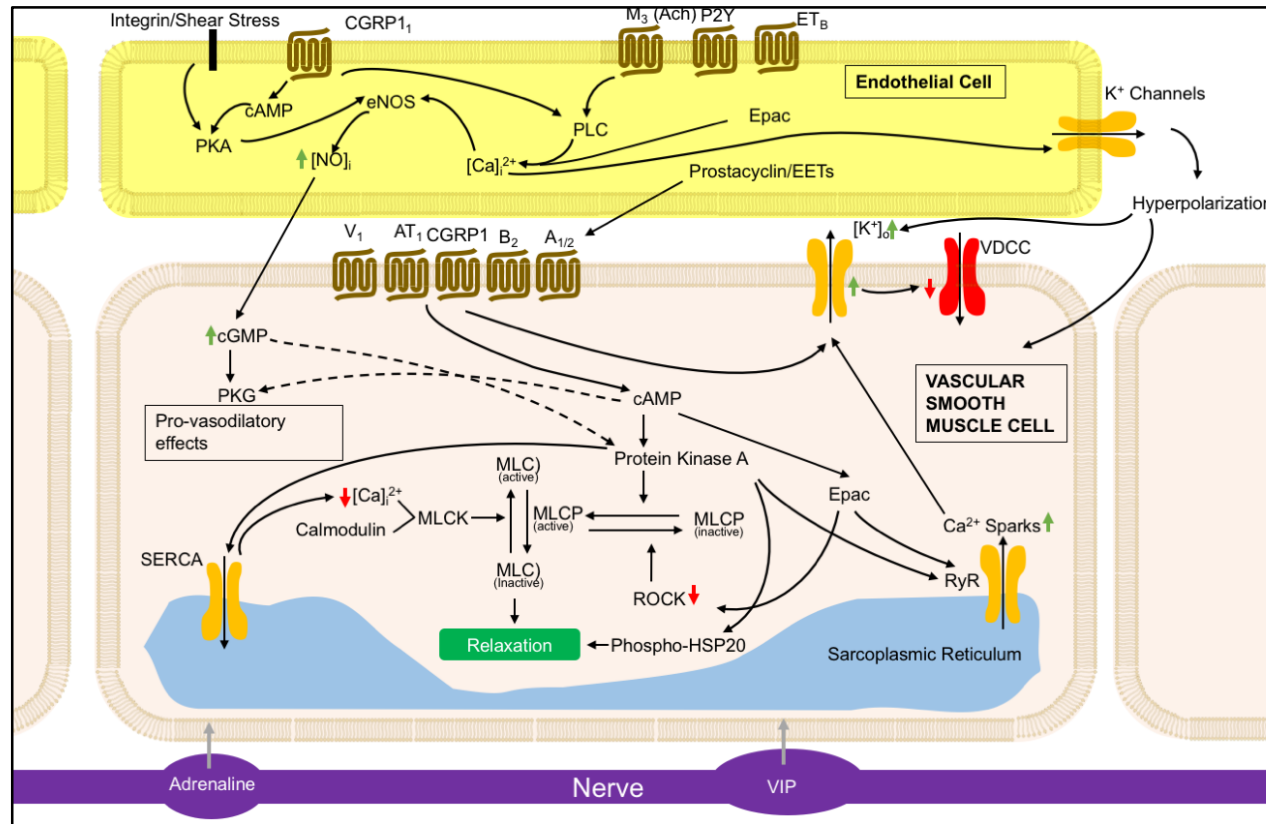 Integrin/Shear Stress
CGRP1₁
M₃ (Ach)
P2Y
ET_B
Endothelial Cell
K⁺ Channels
cAMP
eNOS
PKA
PLC
Epac
[NO]ᵢ
[Ca]ᵢ²⁺
Prostacyclin/EETs
Hyperpolarization
V₁
AT₁
CGRP1
B₂
A₁/₂
[K⁺]ₒ
VDCC
cGMP
PKG
Pro-vasodilatory
effects
cAMP
VASCULAR
SMOOTH
MUSCLE CELL
Protein Kinase A
MLC)
(active)
[Ca]ᵢ²⁺
Calmodulin
MLCK
MLCP
(active)
MLCP
(inactive)
Epac
Ca²⁺ Sparks
SERCA
MLC)
(Inactive)
ROCK
RyR
Relaxation
Phospho-HSP20
Sarcoplasmic Reticulum
Adrenaline
Nerve
VIP